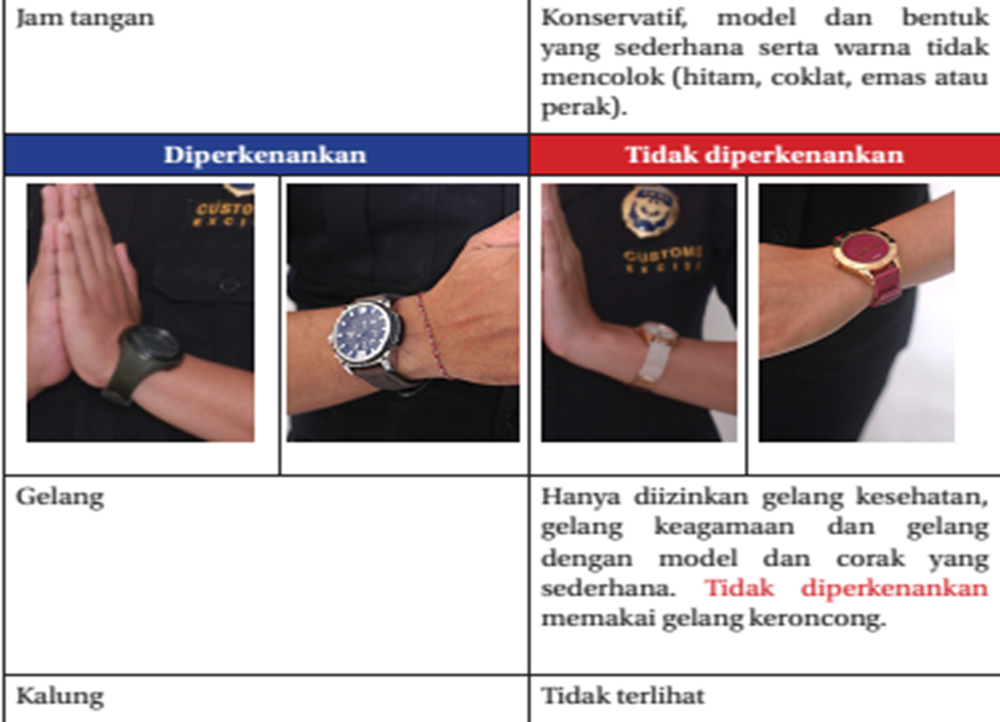 Jam tangan
Konservatif, model dan bentuk
yang sederhana serta warna tidak
mencolok (hitam, coklat, emas atau
perak).
Diperkenankan
Tidak diperkenankan
CUSTO
EXCI
CUSTOMS
EXCISE
Gelang
Hanya diizinkan gelang kesehatan,
gelang keagamaan dan gelang
dengan model dan corak yang
sederhana. Tidak diperkenankan
memakai gelang keroncong.
Kalung
Tidak terlihat